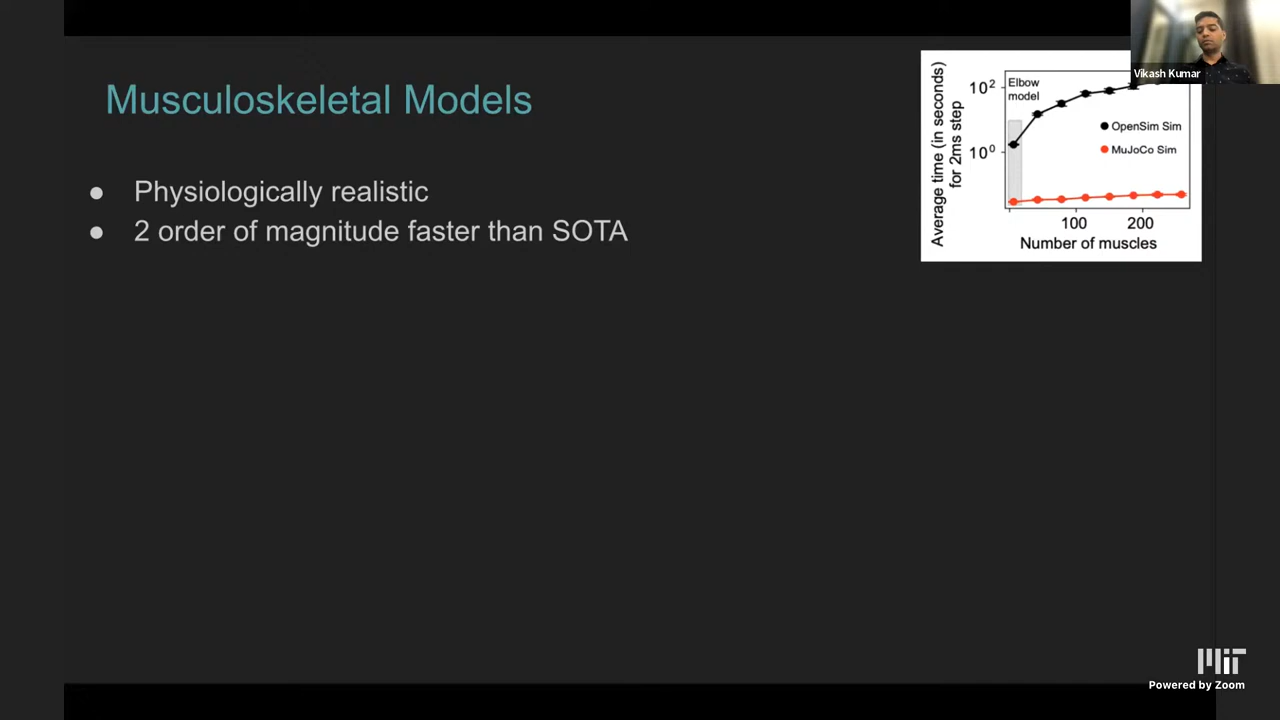 Vikash Kumar
Musculoskeletal Models
● Physiologically realistic
● 2 order of magnitude faster than SOTA
Average time (in seconds)
for 2ms step
10²
10⁰
Elbow
model
OpenSim Sim
MuJoCo Sim
100 200
Number of muscles
MIT
Powered by Zoom